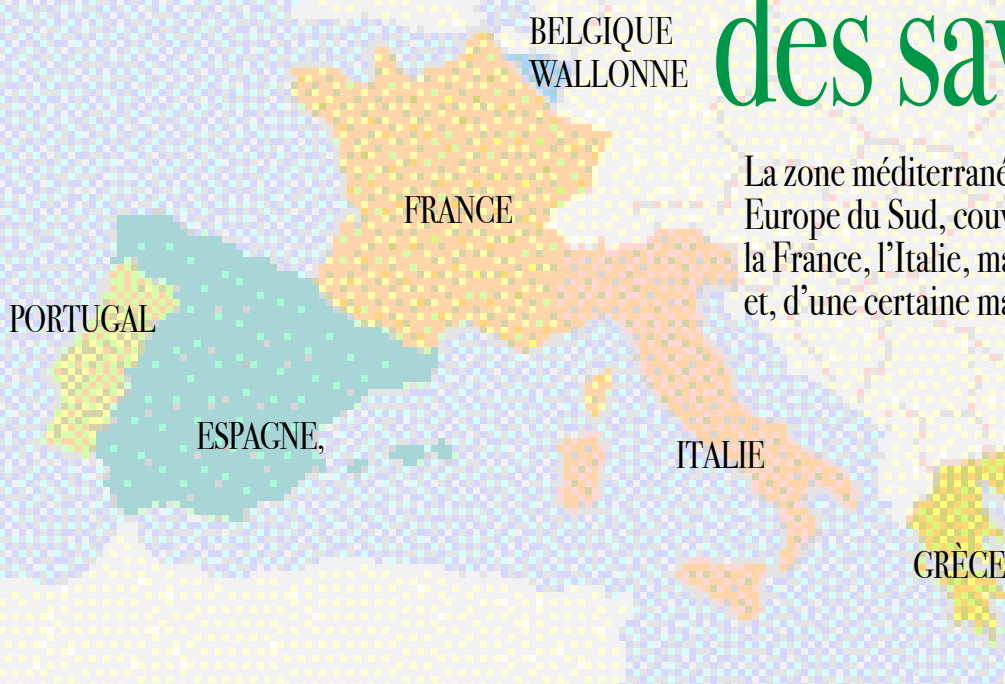 BELGIQUE
WALLONNE
des sav
La zone méditerrané
Europe du Sud, couv
la France, l’Italie, ma
et, d’une certaine ma
FRANCE
PORTUGAL
ESPAGNE,
ITALIE
GRÈCE